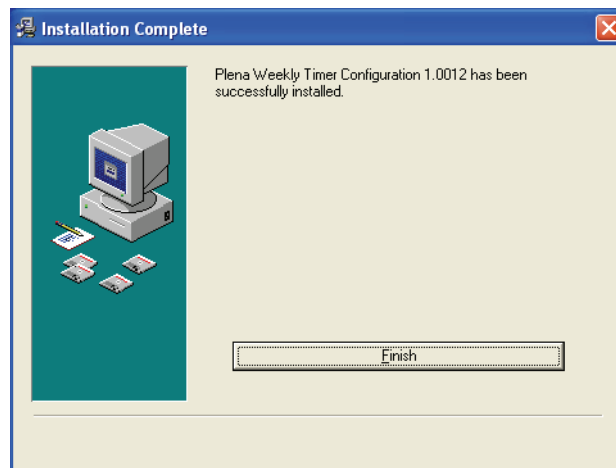 Installation Complete
Plena Weekly Timer Configuration 1.0012 has been
successfully installed.
Finish